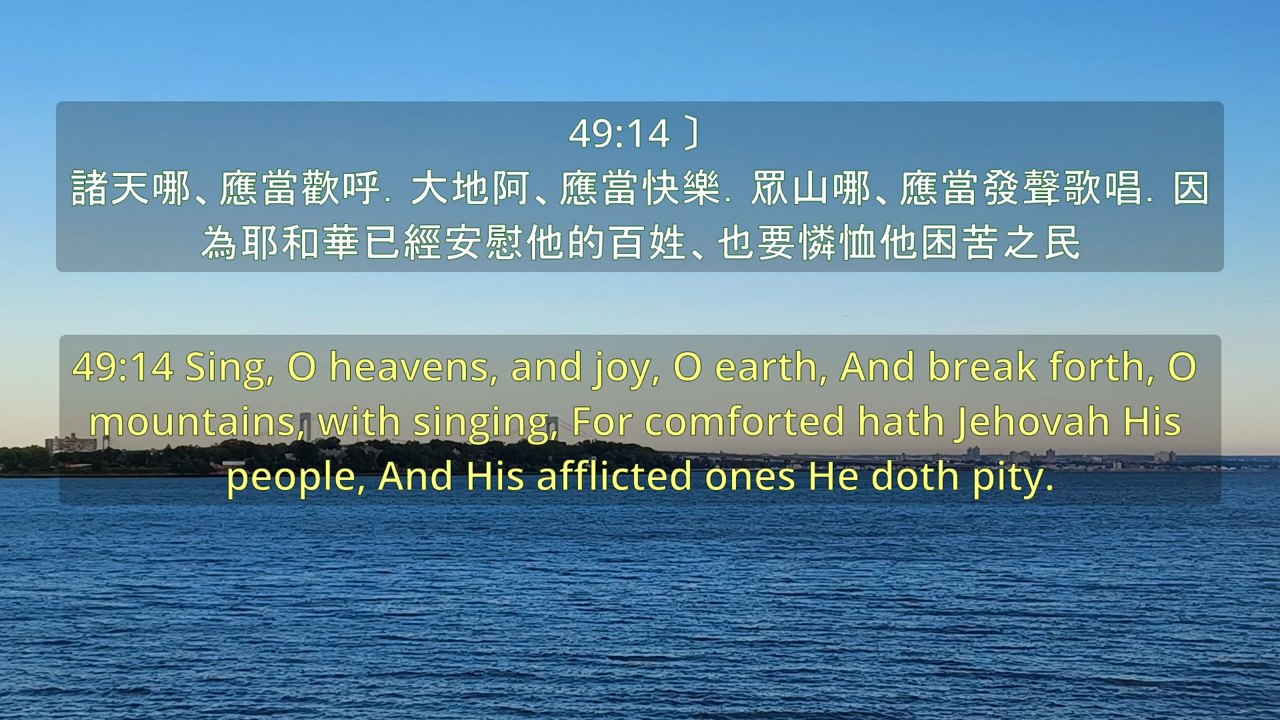 49:14 〕
諸天哪、應當歡呼．大地阿、應當快樂．眾山哪、應當發聲歌唱．因
為耶和華已經安慰他的百姓、也要憐恤他困苦之民
49:14 Sing, O heavens, and joy, O earth, And break forth, O
mountains, with singing, For comforted hath Jehovah His
people, And His afflicted ones He doth pity.